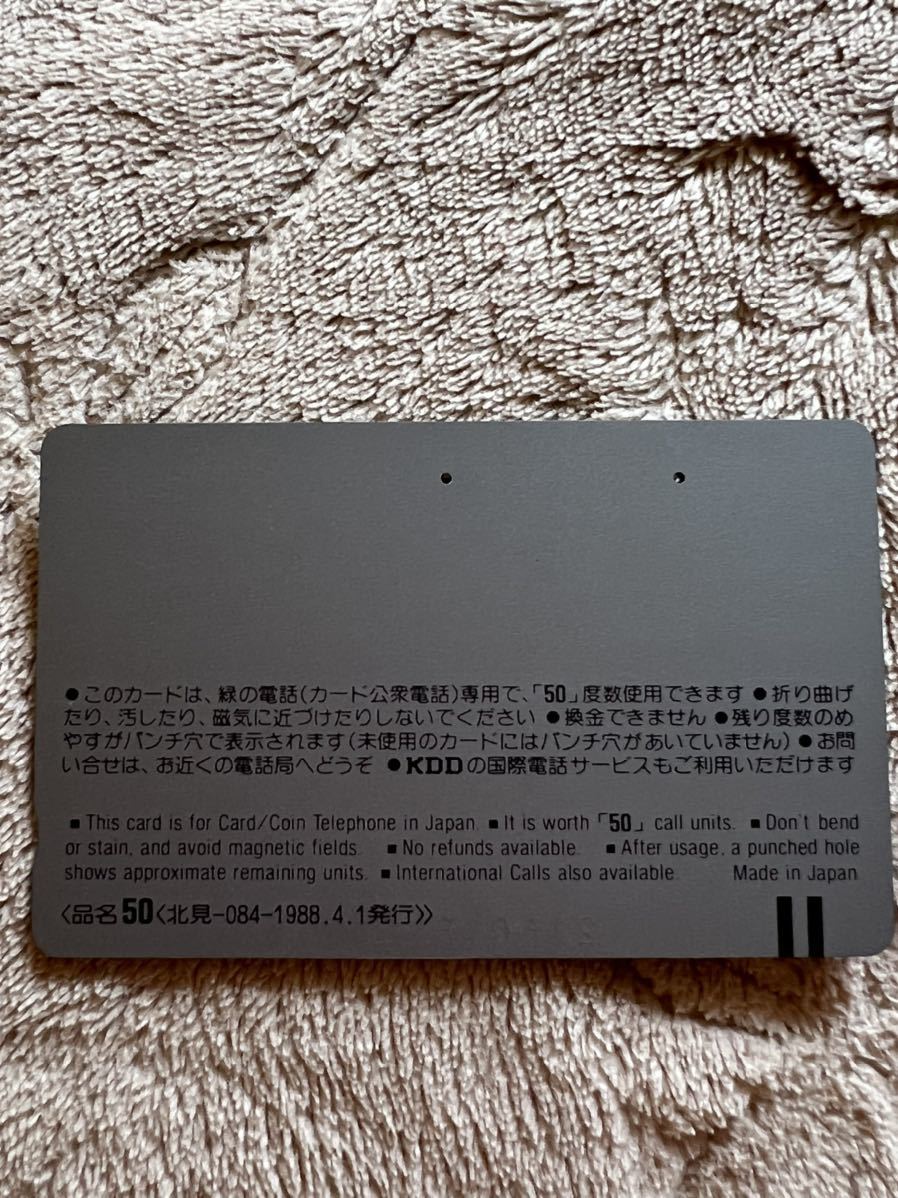 ●このカードは、緑の電話(カード公衆電話)専用で、「50」度数使用できます ●折り曲げ
たり、汚したり、磁気に近づけたりしないでください ●換金できません ●残り度数のめ
やすがパンチ穴で表示されます(未使用のカードにはパンチ穴があいていません) ●お問
い合せは、お近くの電話局へどうぞ ●KDDの国際電話サービスもご利用いただけます
■This card is for Card/Coin Telephone in Japan. ■It is worth 「50」 call units. ■Don't bend
or stain, and avoid magnetic fields. ■No refunds available. ■After usage, a punched hole
shows approximate remaining units. ■International Calls also available. Made in Japan
〈品名50〈北見-084-1988.4.1発行〉〉